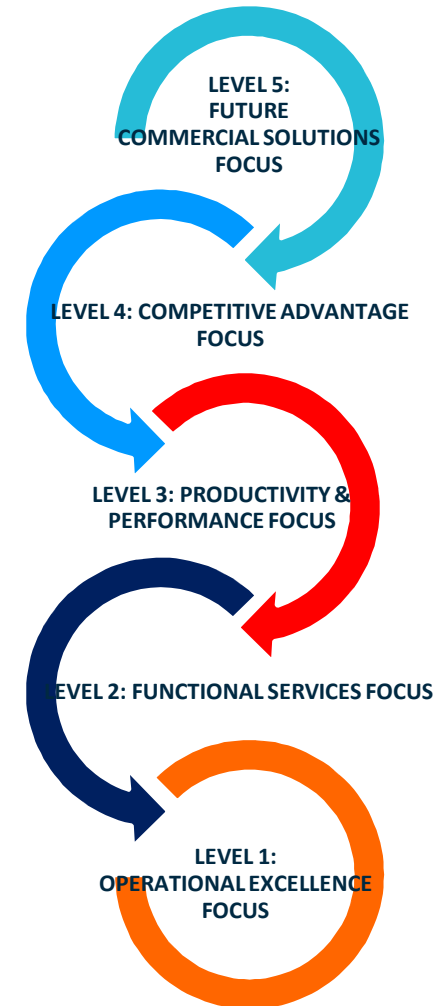 LEVEL 5:
FUTURE
COMMERCIAL SOLUTIONS
FOCUS
LEVEL 4: COMPETITIVE ADVANTAGE
FOCUS
LEVEL 3: PRODUCTIVITY &
PERFORMANCE FOCUS
LEVEL 2: FUNCTIONAL SERVICES FOCUS
LEVEL 1:
OPERATIONAL EXCELLENCE
FOCUS